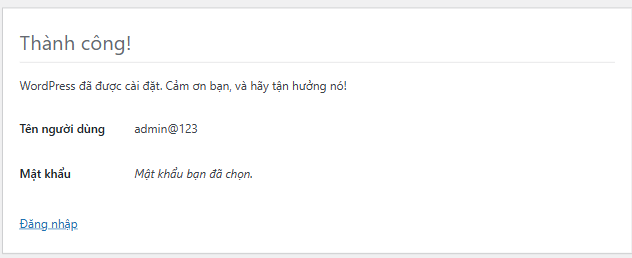 Thành công!
WordPress đã được cài đặt. Cảm ơn bạn, và hãy tận hưởng nó!
Tên người dùng admin@123
Mật khẩu Mật khẩu bạn đã chọn.
Đăng nhập